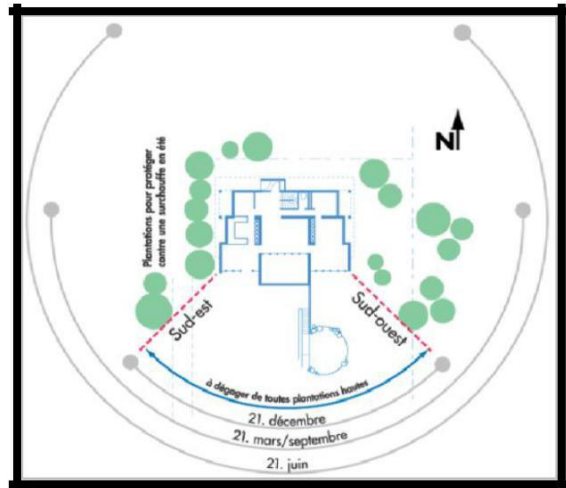 N
Plantations pour protéger
contre une surchauffe en été
Sud-est
Sud-ouest
à dégager de toutes plantations hautes
21. décembre
21. mars/septembre
21. juin